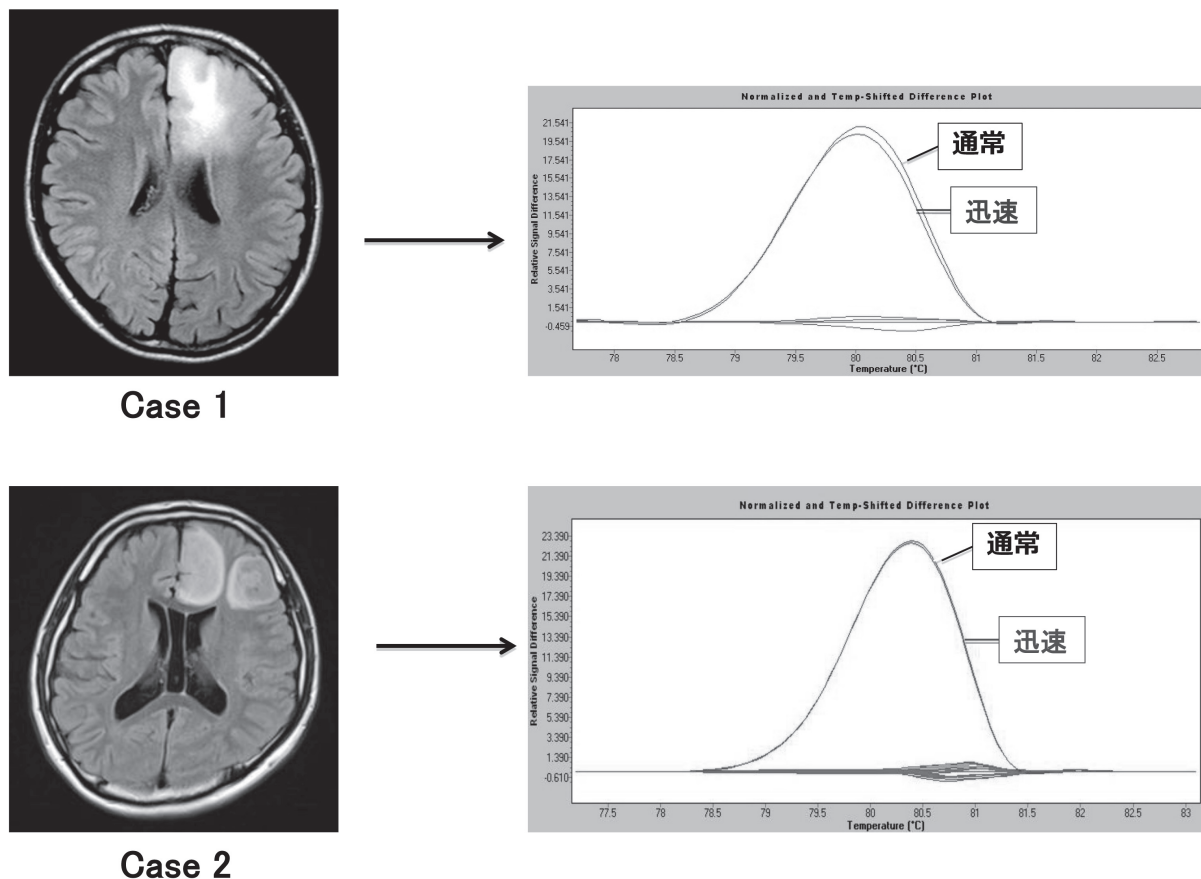 Normalized and Temp-Shifted Difference Plot
21.541
19.541
17.541
15.541
13.541
11.541
9.541
7.541
5.541
3.541
1.541
-0.459
Relative Signal Difference
通常
迅速
78 78.5 79 79.5 80 80.5 81 81.5 82 82.5
Temperature (°C)
Case 1
Normalized and Temp-Shifted Difference Plot
23.390
21.390
19.390
17.390
15.390
13.390
11.390
9.390
7.390
5.390
3.390
1.390
-0.610
Relative Signal Difference
通常
迅速
77.5 78 78.5 79 79.5 80 80.5 81 81.5 82 82.5 83
Temperature (°C)
Case 2